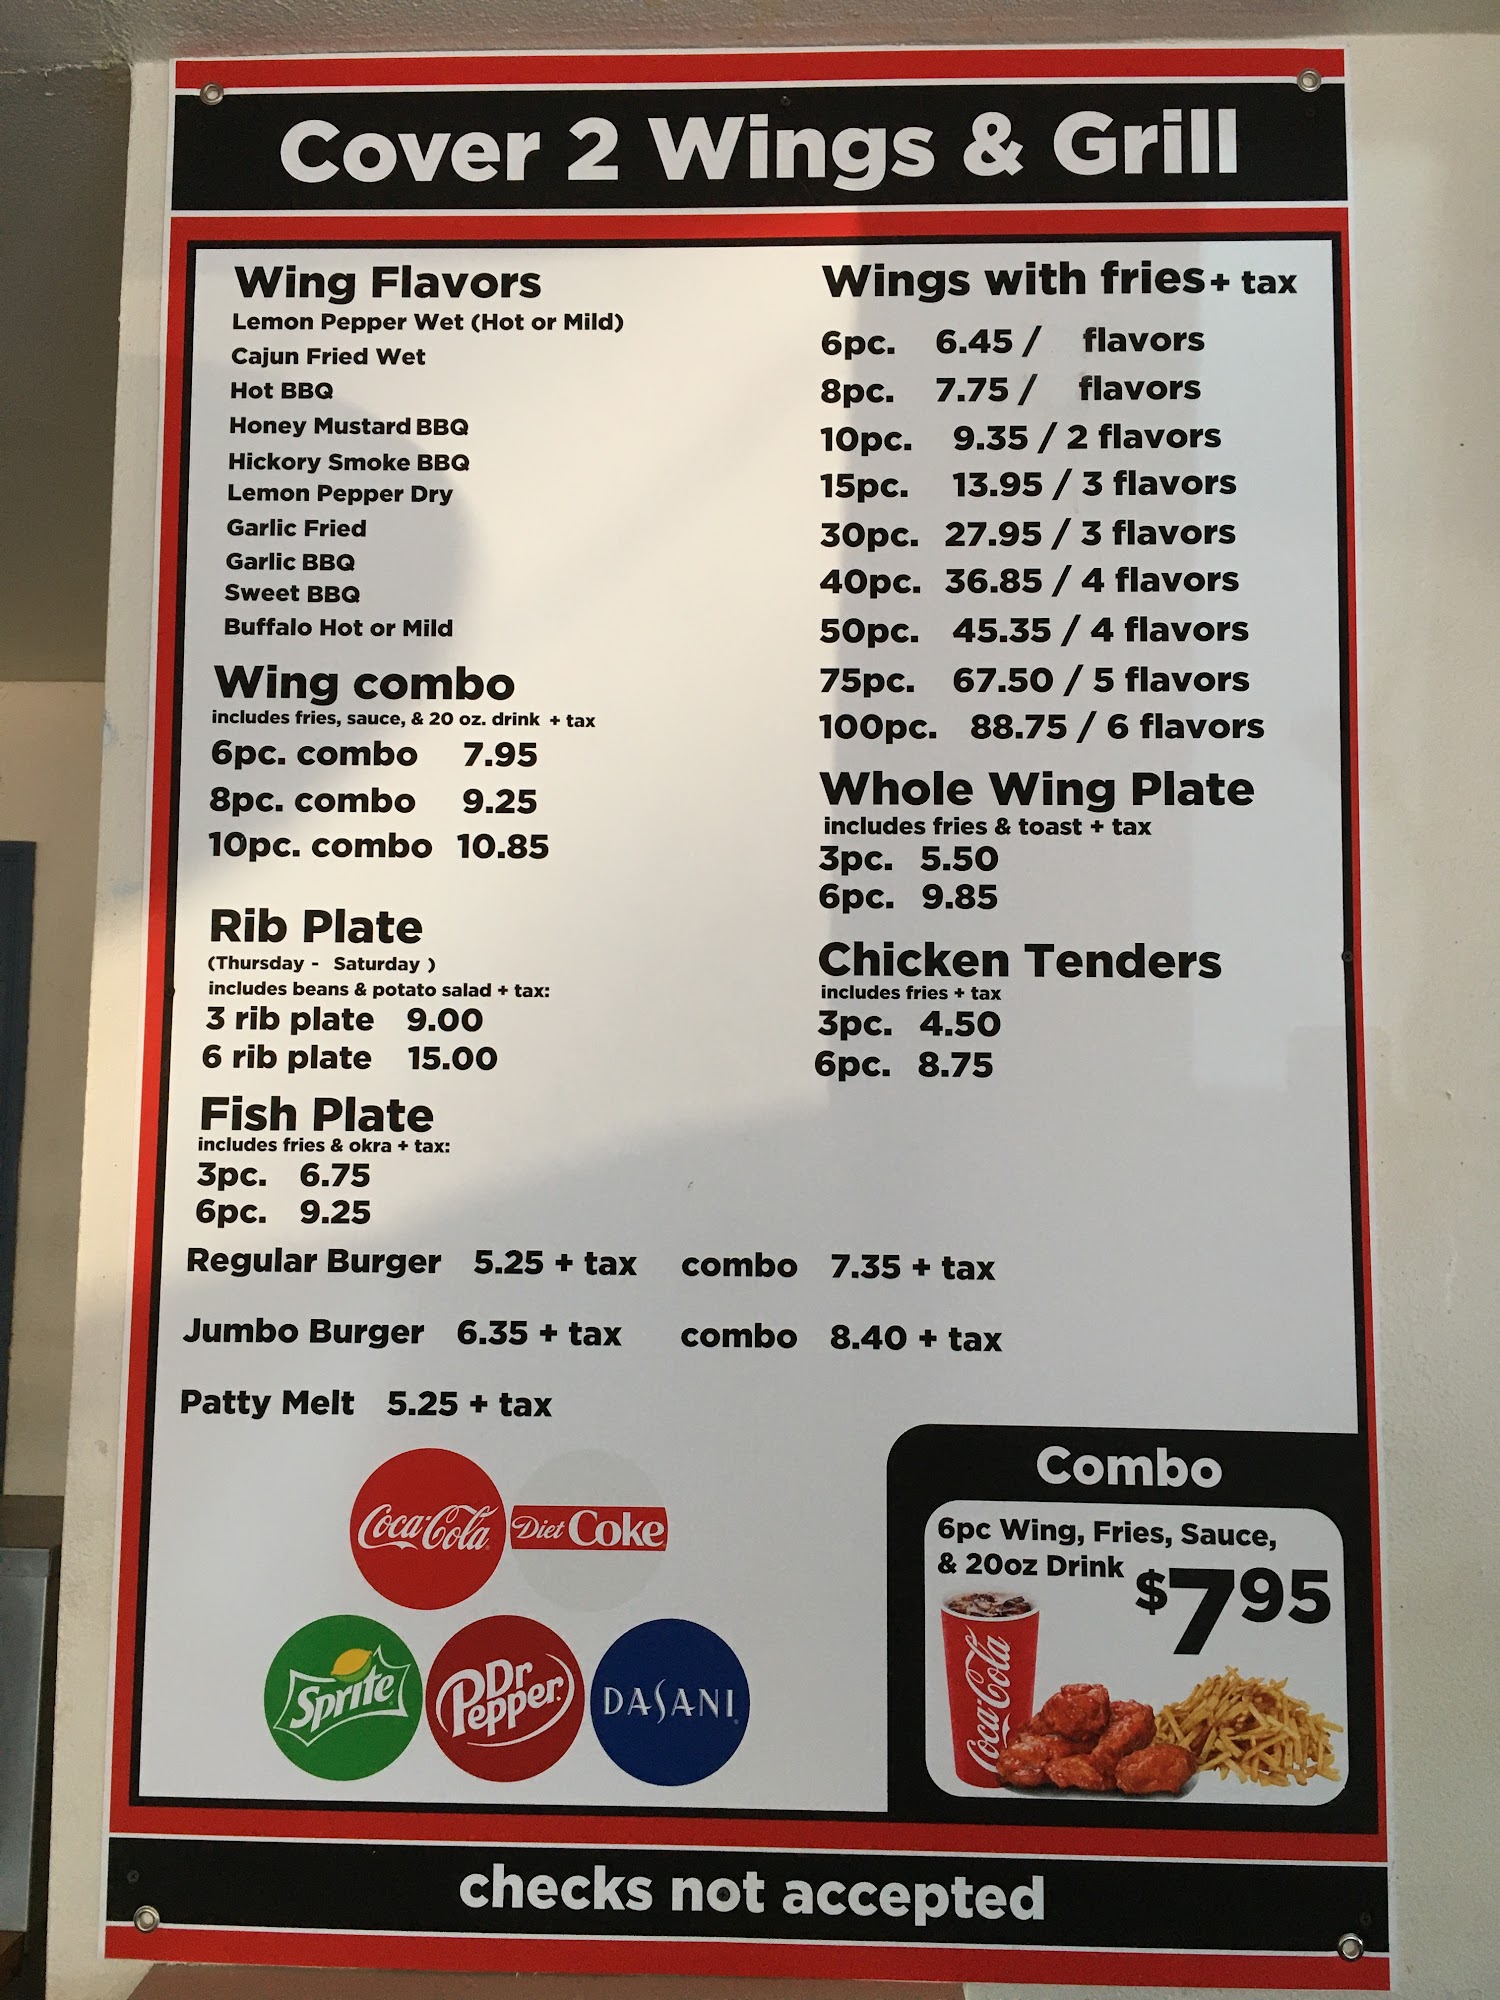 Cover 2 Wings & Grill
Wing Flavors
Lemon Pepper Wet (Hot or Mild)
Cajun Fried Wet
Hot BBQ
Honey Mustard BBQ
Hickory Smoke BBQ
Lemon Pepper Dry
Garlic Fried
Garlic BBQ
Sweet BBQ
Buffalo Hot or Mild
Wing combo
includes fries, sauce, & 20 oz. drink + tax
6pc. combo 7.95
8pc. combo 9.25
10pc. combo 10.85
Rib Plate
(Thursday - Saturday )
includes beans & potato salad + tax:
3 rib plate 9.00
6 rib plate 15.00
Fish Plate
includes fries & okra + tax:
3pc. 6.75
6pc. 9.25
Wings with fries + tax
6pc. 6.45 / flavors
8pc. 7.75 / flavors
10pc. 9.35 / 2 flavors
15pc. 13.95 / 3 flavors
30pc. 27.95 / 3 flavors
40pc. 36.85 / 4 flavors
50pc. 45.35 / 4 flavors
75pc. 67.50 / 5 flavors
100pc. 88.75 / 6 flavors
Whole Wing Plate
includes fries & toast + tax
3pc. 5.50
6pc. 9.85
Chicken Tenders
includes fries + tax
3pc. 4.50
6pc. 8.75
Regular Burger 5.25 + tax combo 7.35 + tax
Jumbo Burger 6.35 + tax combo 8.40 + tax
Patty Melt 5.25 + tax
Coca-Cola
Diet Coke
Sprite
Dr Pepper
DASANI
Combo
6pc Wing, Fries, Sauce,
& 20oz Drink
$7 95
Coca-Cola
checks not accepted